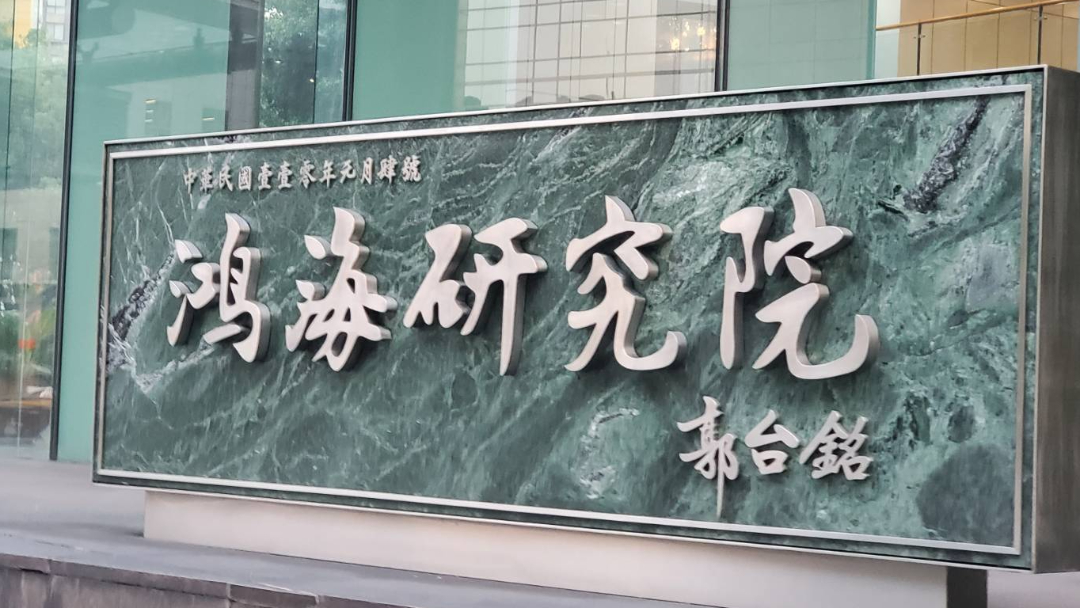 中華民國壹壹零年元月肆號
鴻海研究院
郭台銘